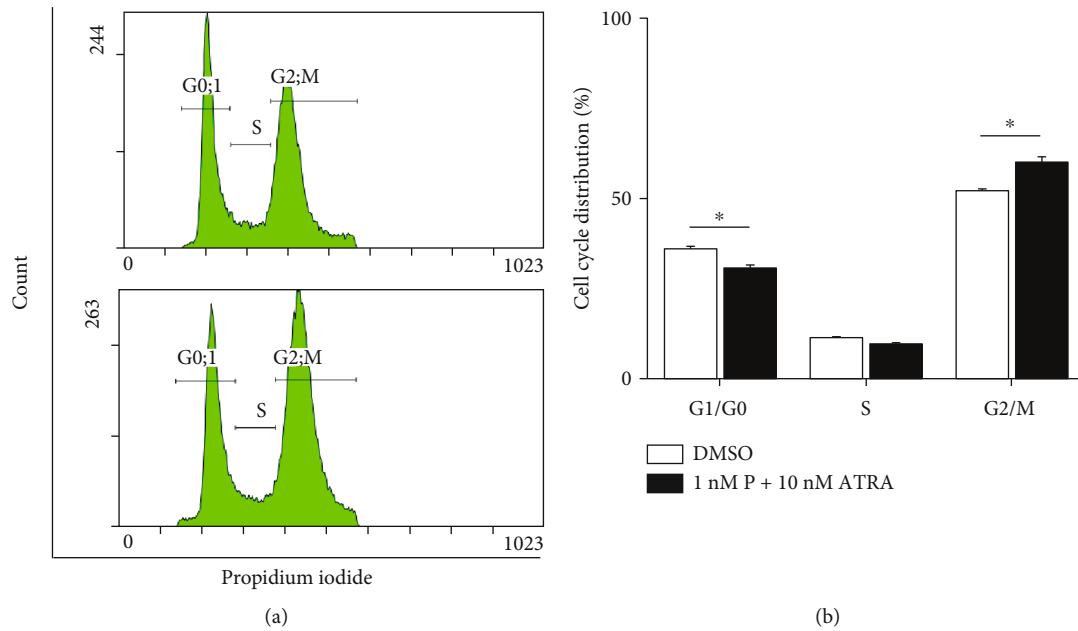 244
G0;1
G2;M
S
0
1023
263
G0;1
G2;M
S
0
1023
Count
Propidium iodide
(a)
100
50
0
Cell cycle distribution (%)
*
*
G1/G0
S
G2/M
DMSO
1 nM P + 10 nM ATRA
(b)